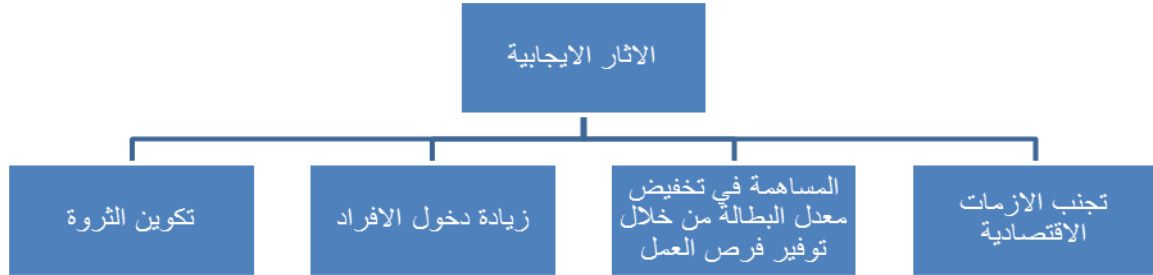 الاثار الايجابية
تجنب الازمات
الاقتصادية
المساهمة في تخفيض
معدل البطالة من خلال
توفير فرص العمل
زيادة دخول الافراد
تكوين الثروة